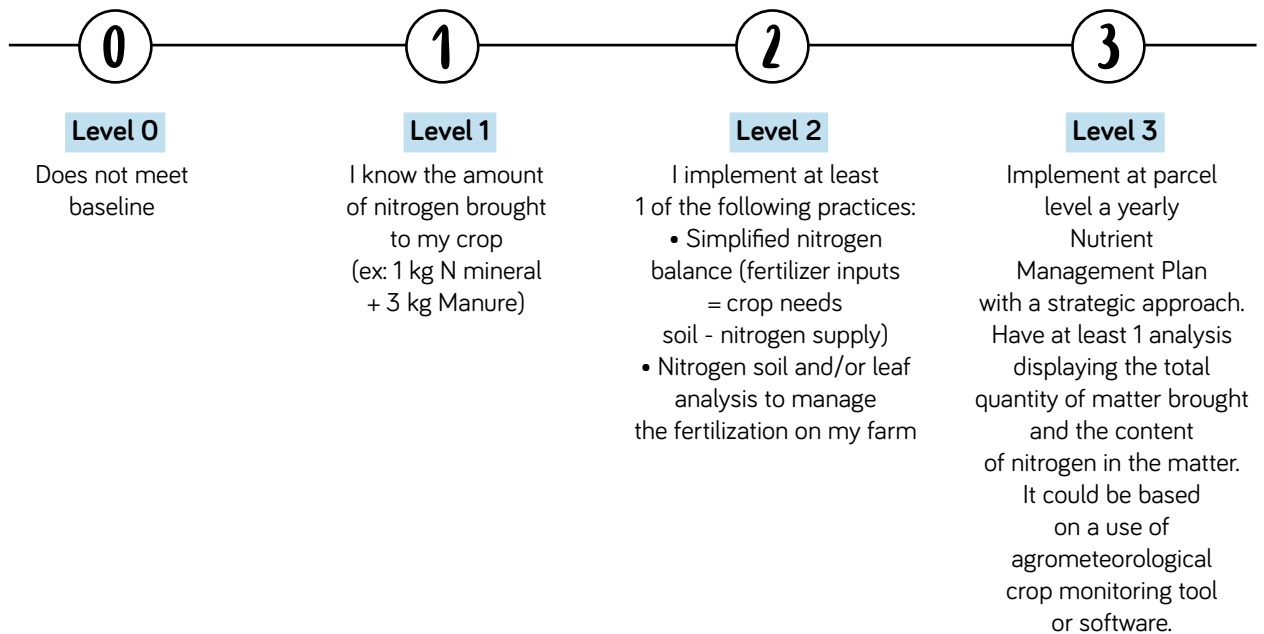 0
1
2
3
Level 0
Does not meet
baseline
Level 1
I know the amount
of nitrogen brought
to my crop
(ex: 1 kg N mineral
+ 3 kg Manure)
Level 2
I implement at least
1 of the following practices:
• Simplified nitrogen
balance (fertilizer inputs
= crop needs
soil - nitrogen supply)
• Nitrogen soil and/or leaf
analysis to manage
the fertilization on my farm
Level 3
Implement at parcel
level a yearly
Nutrient
Management Plan
with a strategic approach.
Have at least 1 analysis
displaying the total
quantity of matter brought
and the content
of nitrogen in the matter.
It could be based
on a use of
agrometeorological
crop monitoring tool
or software.